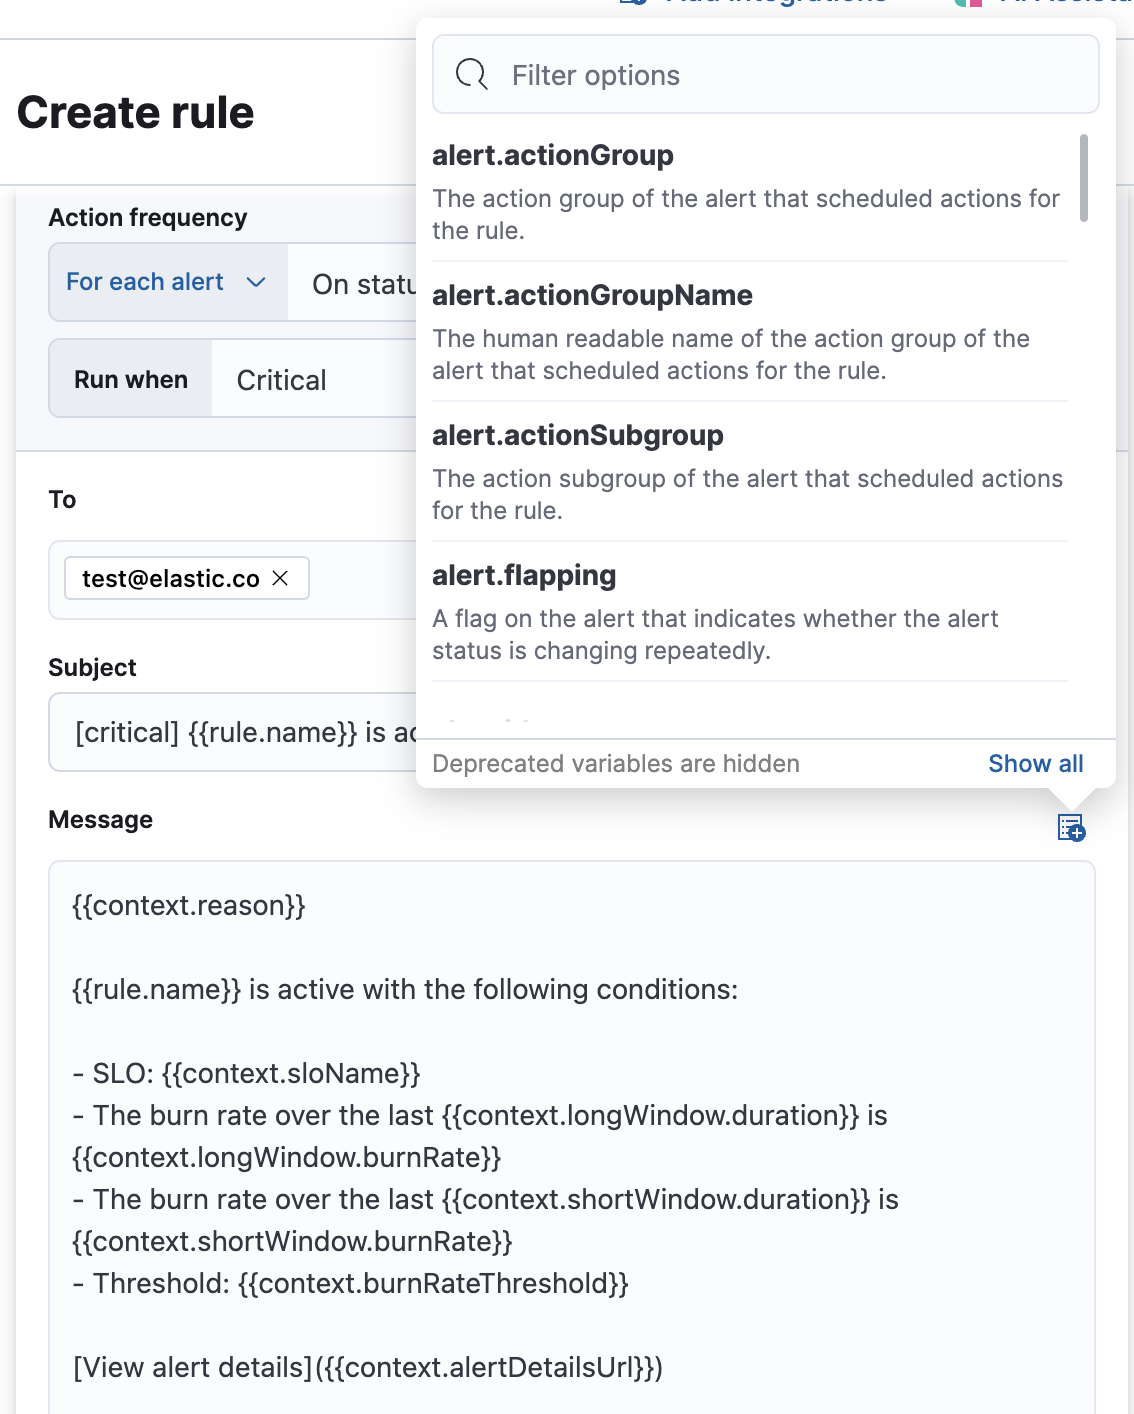 Add integrations
Create rule
Filter options
alert.actionGroup
The action group of the alert that scheduled actions for
the rule.
alert.actionGroupName
The human readable name of the action group of the
alert that scheduled actions for the rule.
alert.actionSubgroup
The action subgroup of the alert that scheduled actions
for the rule.
alert.flapping
A flag on the alert that indicates whether the alert
status is changing repeatedly.
Deprecated variables are hidden
Show all
Action frequency
For each alert
On statu
Run when
Critical
To
test@elastic.co
Subject
[critical] {{rule.name}} is ac
Message
{{context.reason}}
{{rule.name}} is active with the following conditions:
- SLO: {{context.sloName}}
- The burn rate over the last {{context.longWindow.duration}} is
{{context.longWindow.burnRate}}
- The burn rate over the last {{context.shortWindow.duration}} is
{{context.shortWindow.burnRate}}
- Threshold: {{context.burnRateThreshold}}
[View alert details]({{context.alertDetailsUrl}})